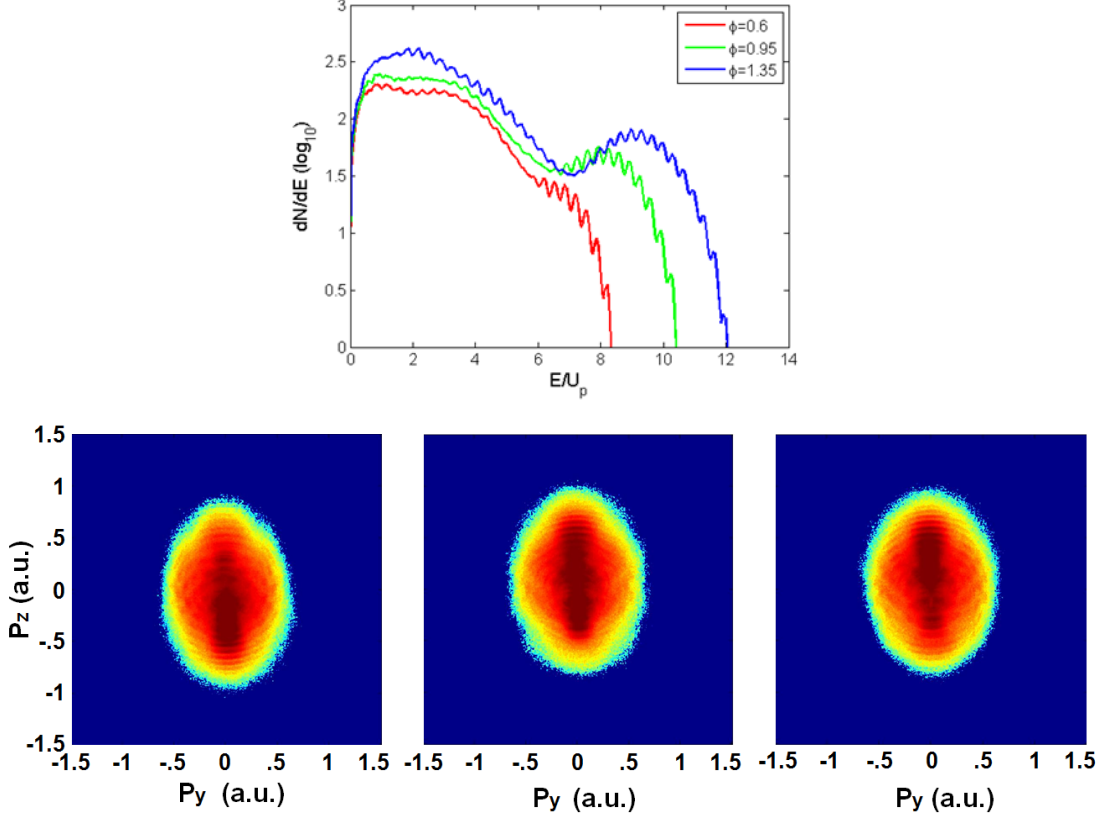 3
2.5
2
1.5
1
0.5
0
dN/dE (log10)
0 2 4 6 8 10 12 14
E/Up
ϕ=0.6
ϕ=0.95
ϕ=1.35
1.5
1
.5
0
-.5
-1
-1.5
Pz (a.u.)
-1.5 -1 -.5 0 .5 1 1.5
-1.5 -1 -.5 0 .5 1 1.5
-1.5 -1 -.5 0 .5 1 1.5
Py (a.u.)
Py (a.u.)
Py (a.u.)